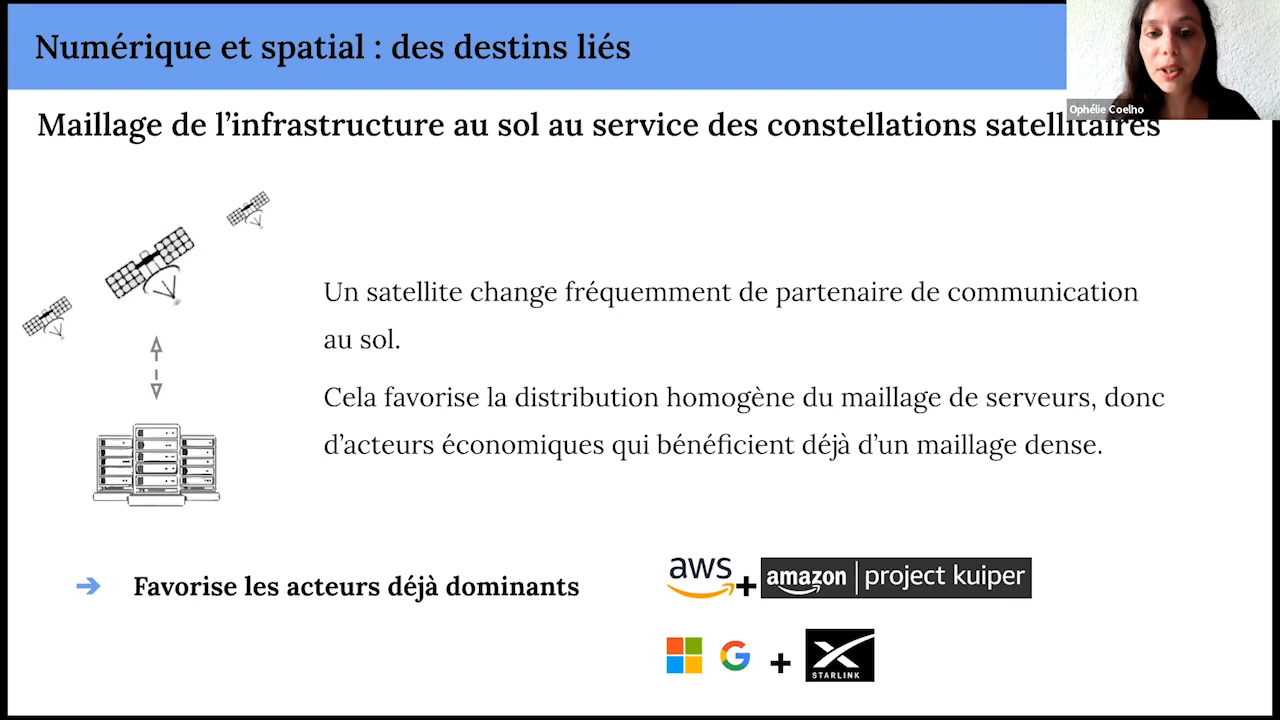 Numérique et spatial : des destins liés
Ophélie Coelho
Maillage de l’infrastructure au sol au service des constellations satellitaires
Un satellite change fréquemment de partenaire de communication
au sol.
Cela favorise la distribution homogène du maillage de serveurs, donc
d’acteurs économiques qui bénéficient déjà d’un maillage dense.
➔ Favorise les acteurs déjà dominants
aws + amazon | project kuiper
G + STARLINK